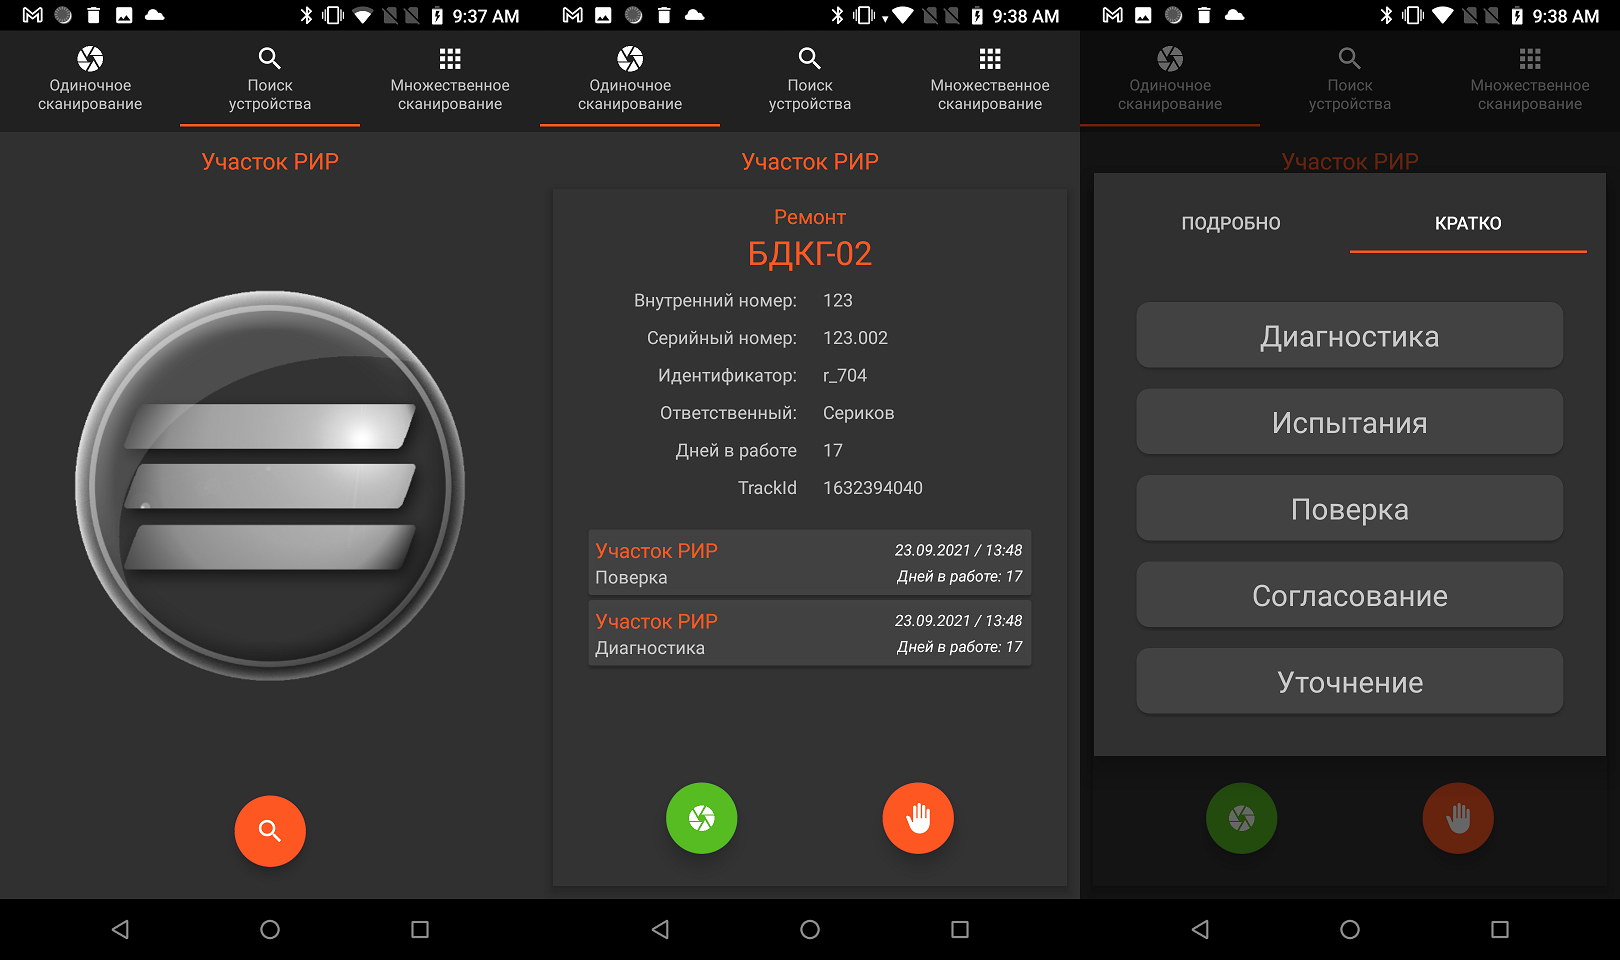 9:37 AM
Одиночное
сканирование
Поиск
устройства
Множественное
сканирование
Участок РИР
9:38 AM
Одиночное
сканирование
Поиск
устройства
Множественное
сканирование
Участок РИР
Ремонт
БДКГ-02
Внутренний номер: 123
Серийный номер: 123.002
Идентификатор: r_704
Ответственный: Сериков
Дней в работе 17
TrackId 1632394040
Участок РИР 23.09.2021 / 13:48
Поверка Дней в работе: 17
Участок РИР 23.09.2021 / 13:48
Диагностика Дней в работе: 17
9:38 AM
Одиночное
сканирование
Поиск
устройства
Множественное
сканирование
Участок РИР
ПОДРОБНО КРАТКО
Диагностика
Испытания
Поверка
Согласование
Уточнение